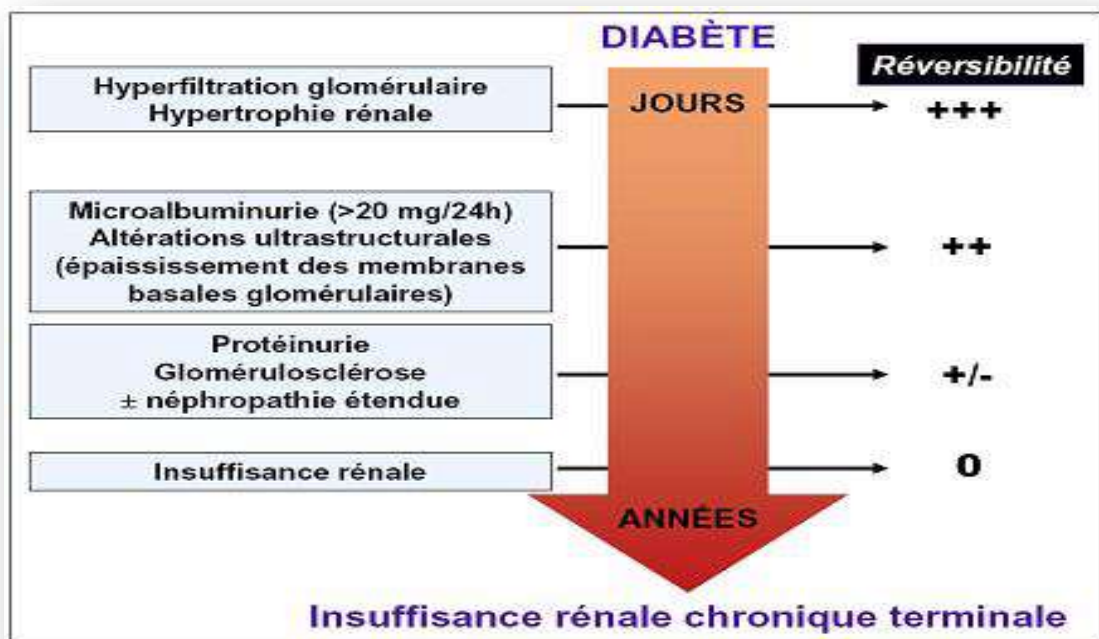 DIABÈTE
Réversibilité
Hyperfiltration glomérulaire
Hypertrophie rénale
JOURS
+++
Microalbuminurie (>20 mg/24h)
Altérations ultrastructurales
(épaississement des membranes
basales glomérulaires)
++
Protéinurie
Glomérulosclérose
± néphropathie étendue
+/-
Insuffisance rénale
0
ANNÉES
Insuffisance rénale chronique terminale